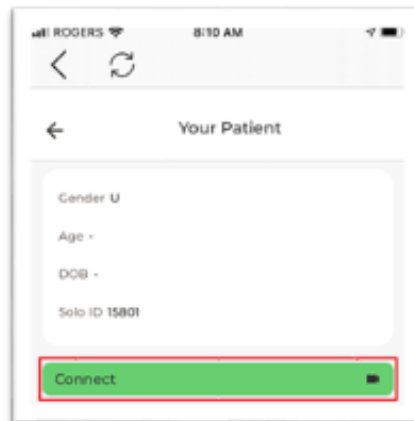 ROGERS 8:10 AM
Your Patient
Gender U
Age -
DOB -
Solo ID 15801
Connect